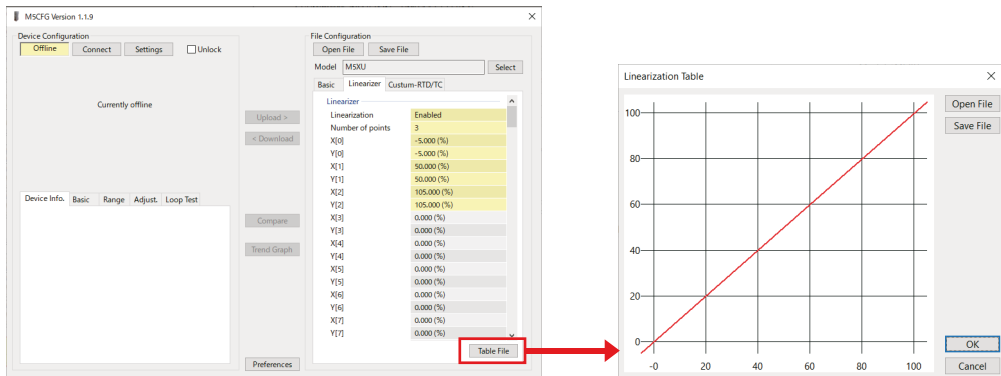 M5CFG Version 1.1.9
Device Configuration
Offline Connect Settings Unlock
Currently offline
Device Info. Basic Range Adjust. Loop Test
Upload >
< Download
Compare
Trend Graph
Preferences
File Configuration
Open File Save File
Model M5XU Select
Basic Linearizer Custum-RTD/TC
Linearizer
Linearization Enabled
Number of points 3
X[0] -5.000 (%)
Y[0] -5.000 (%)
X[1] 50.000 (%)
Y[1] 50.000 (%)
X[2] 105.000 (%)
Y[2] 105.000 (%)
X[3] 0.000 (%)
Y[3] 0.000 (%)
X[4] 0.000 (%)
Y[4] 0.000 (%)
X[5] 0.000 (%)
Y[5] 0.000 (%)
X[6] 0.000 (%)
Y[6] 0.000 (%)
X[7] 0.000 (%)
Y[7] 0.000 (%)
Table File
Linearization Table
Open File
Save File
100
80
60
40
20
0
-0 20 40 60 80 100
OK
Cancel